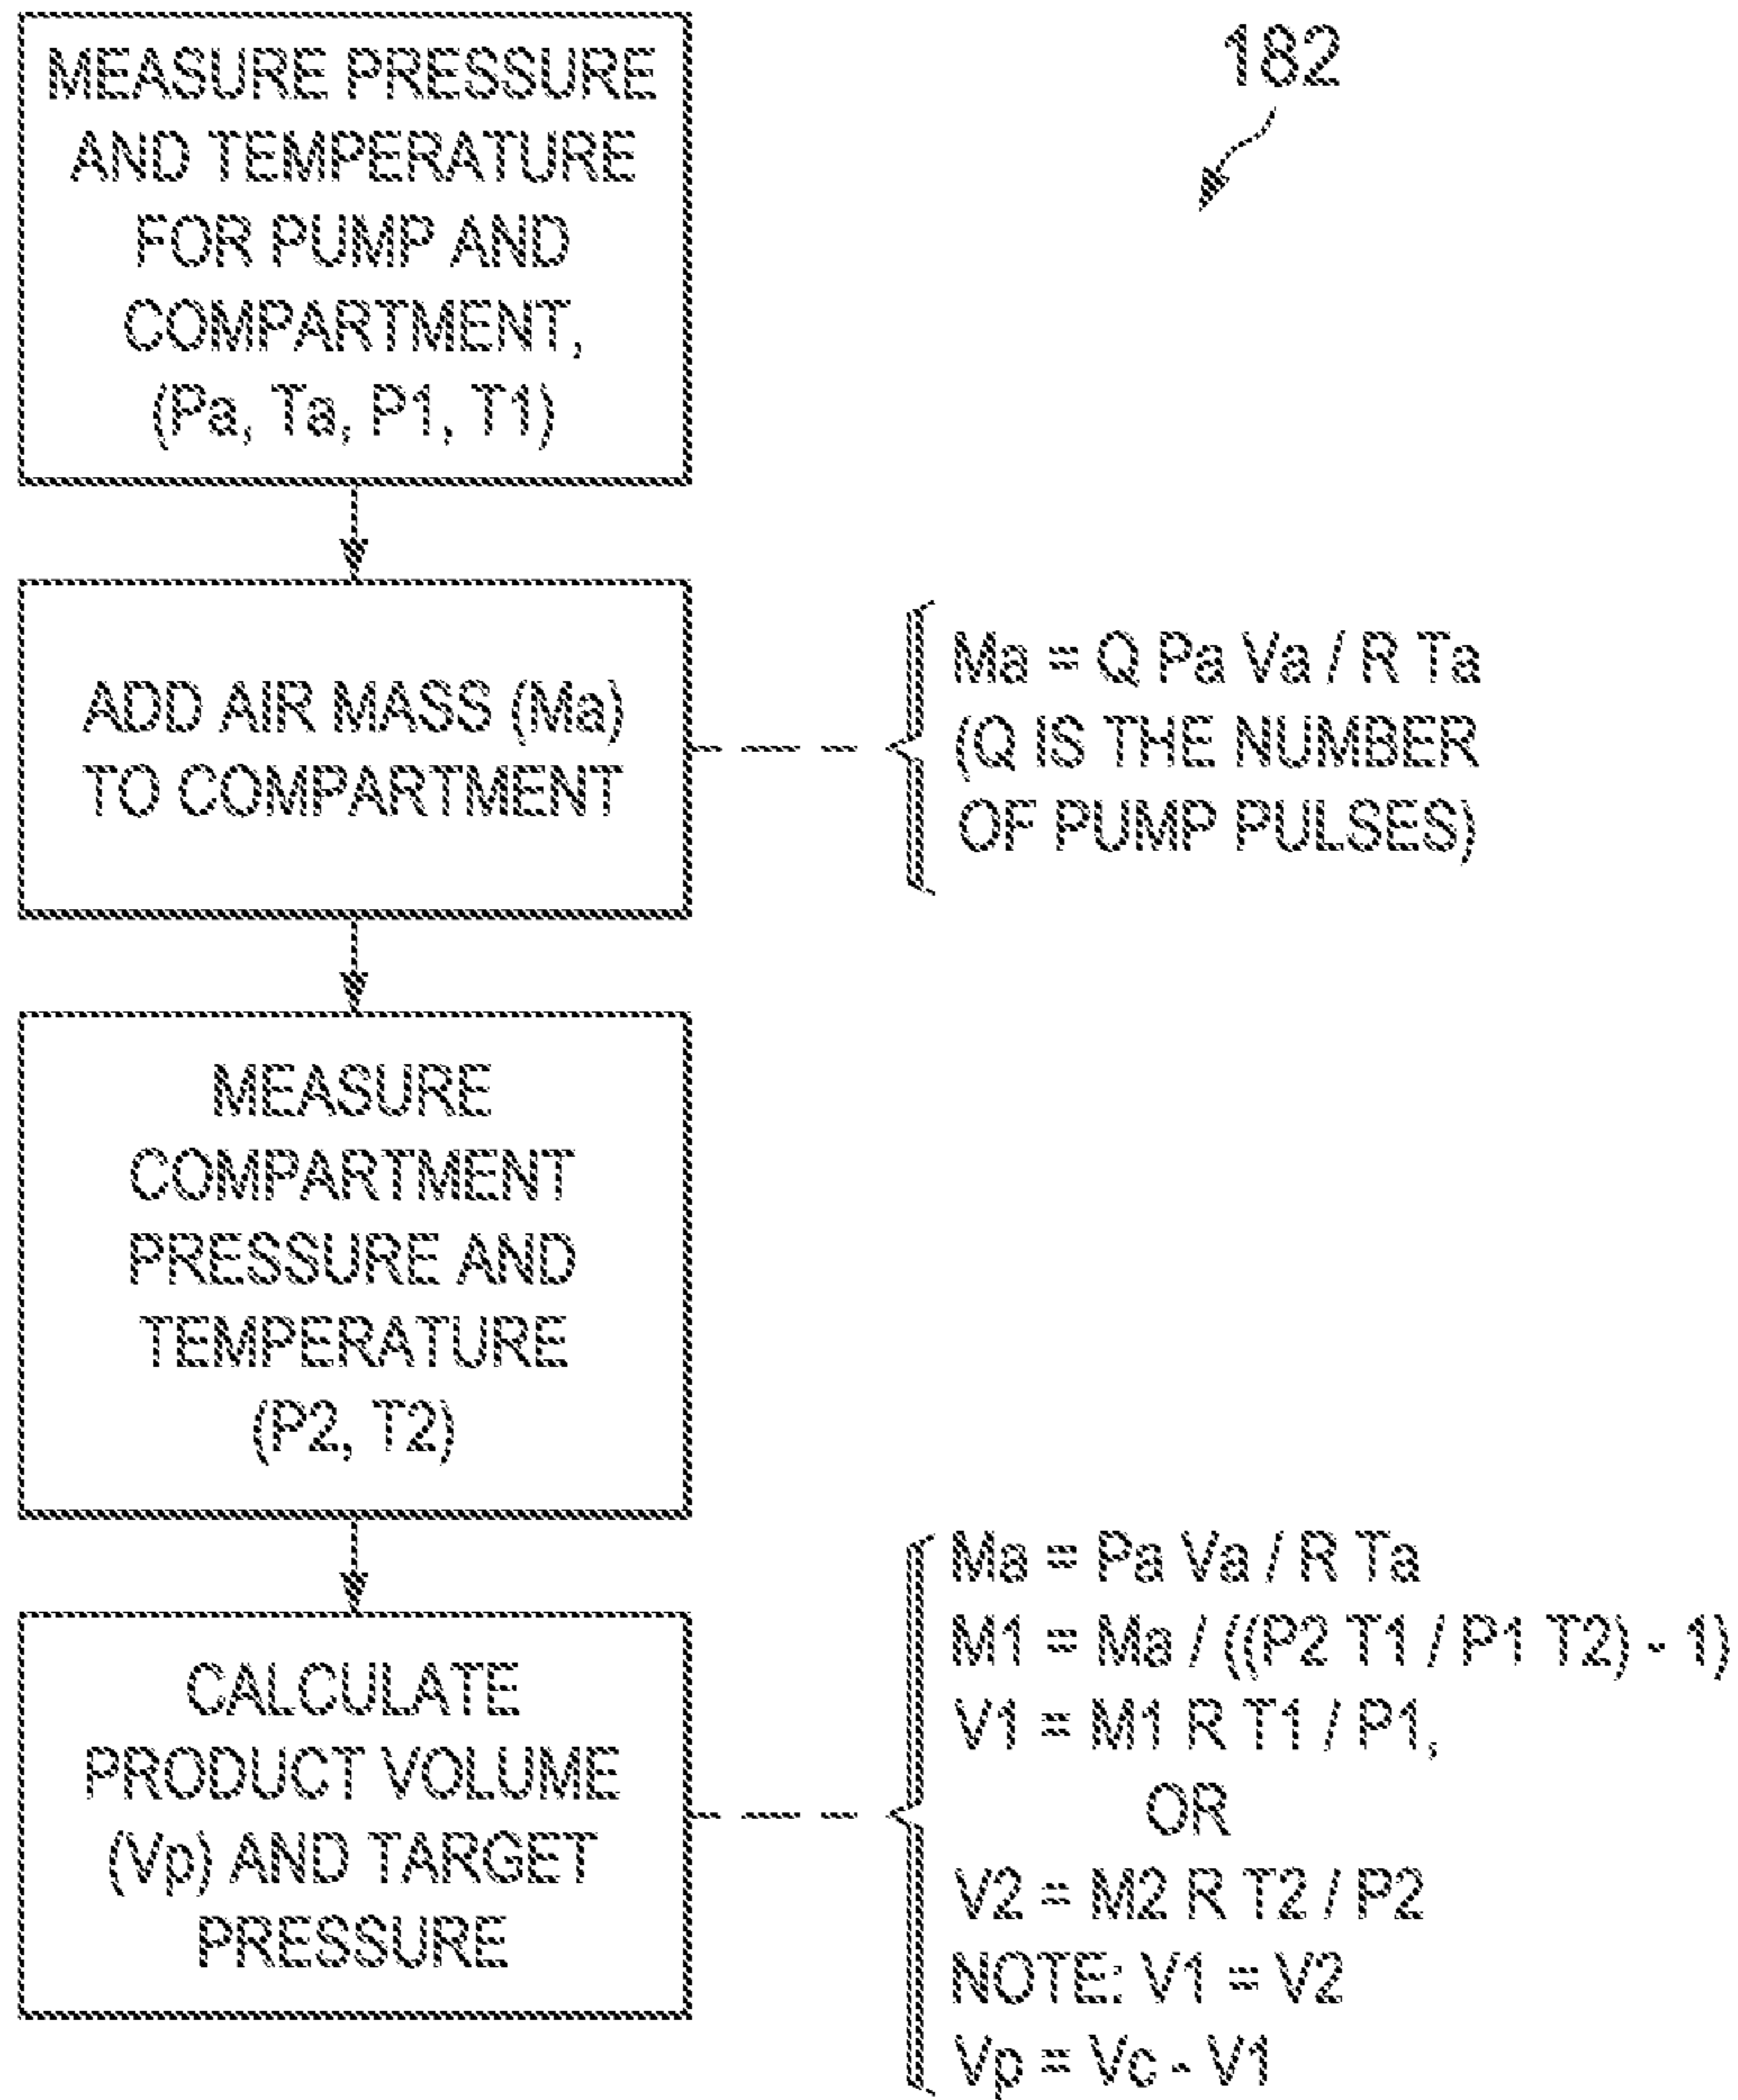 182
MEASURE PRESSURE
AND TEMPERATURE
FOR PUMP AND
COMPARTMENT,
(Pa, Ta, P1, T1)
ADD AIR MASS (Ma)
TO COMPARTMENT
Ma = Q Pa Va / R Ta
(Q IS THE NUMBER
OF PUMP PULSES)
MEASURE
COMPARTMENT
PRESSURE AND
TEMPERATURE
(P2, T2)
CALCULATE
PRODUCT VOLUME
(Vp) AND TARGET
PRESSURE
Ma = Pa Va / R Ta
M1 = Ma / ((P2 T1 / P1 T2) - 1)
V1 = M1 R T1 / P1,
OR
V2 = M2 R T2 / P2
NOTE: V1 = V2
Vp = Vc - V1